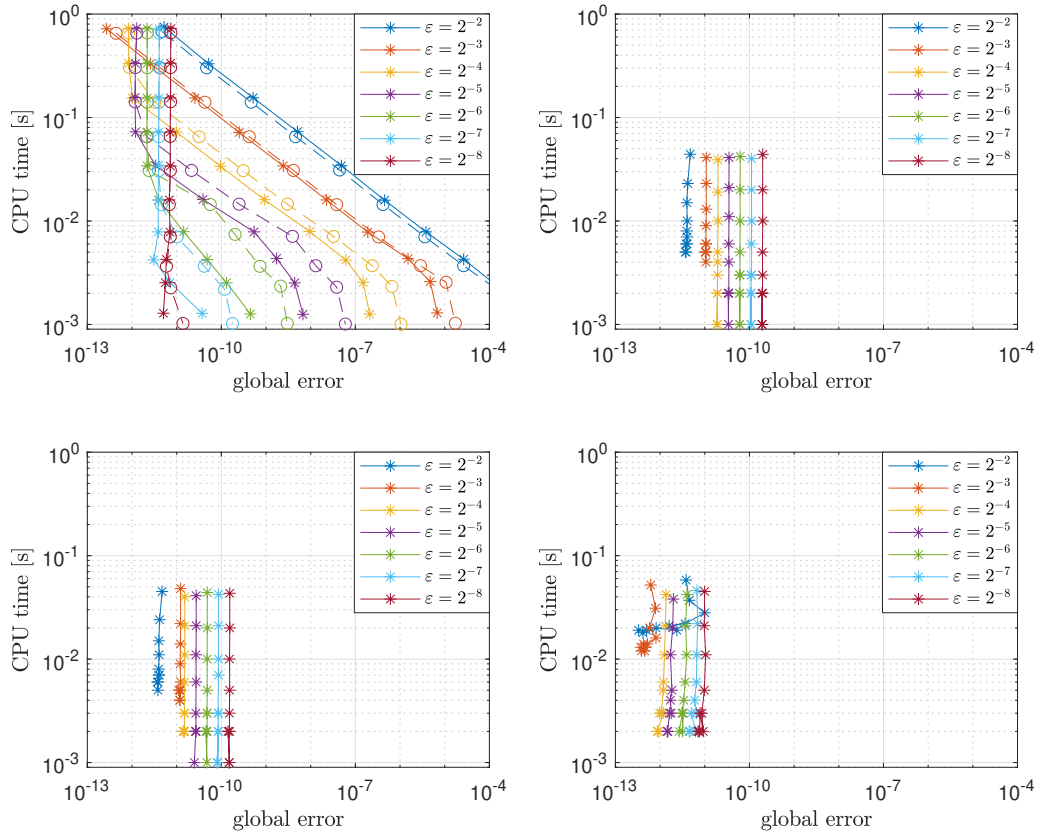 10^0
10^-1
10^-2
10^-3
CPU time [s]
10^-13
10^-10
10^-7
10^-4
global error
ε = 2^-2
ε = 2^-3
ε = 2^-4
ε = 2^-5
ε = 2^-6
ε = 2^-7
ε = 2^-8
10^0
10^-1
10^-2
10^-3
CPU time [s]
10^-13
10^-10
10^-7
10^-4
global error
ε = 2^-2
ε = 2^-3
ε = 2^-4
ε = 2^-5
ε = 2^-6
ε = 2^-7
ε = 2^-8
10^0
10^-1
10^-2
10^-3
CPU time [s]
10^-13
10^-10
10^-7
10^-4
global error
ε = 2^-2
ε = 2^-3
ε = 2^-4
ε = 2^-5
ε = 2^-6
ε = 2^-7
ε = 2^-8
10^0
10^-1
10^-2
10^-3
CPU time [s]
10^-13
10^-10
10^-7
10^-4
global error
ε = 2^-2
ε = 2^-3
ε = 2^-4
ε = 2^-5
ε = 2^-6
ε = 2^-7
ε = 2^-8